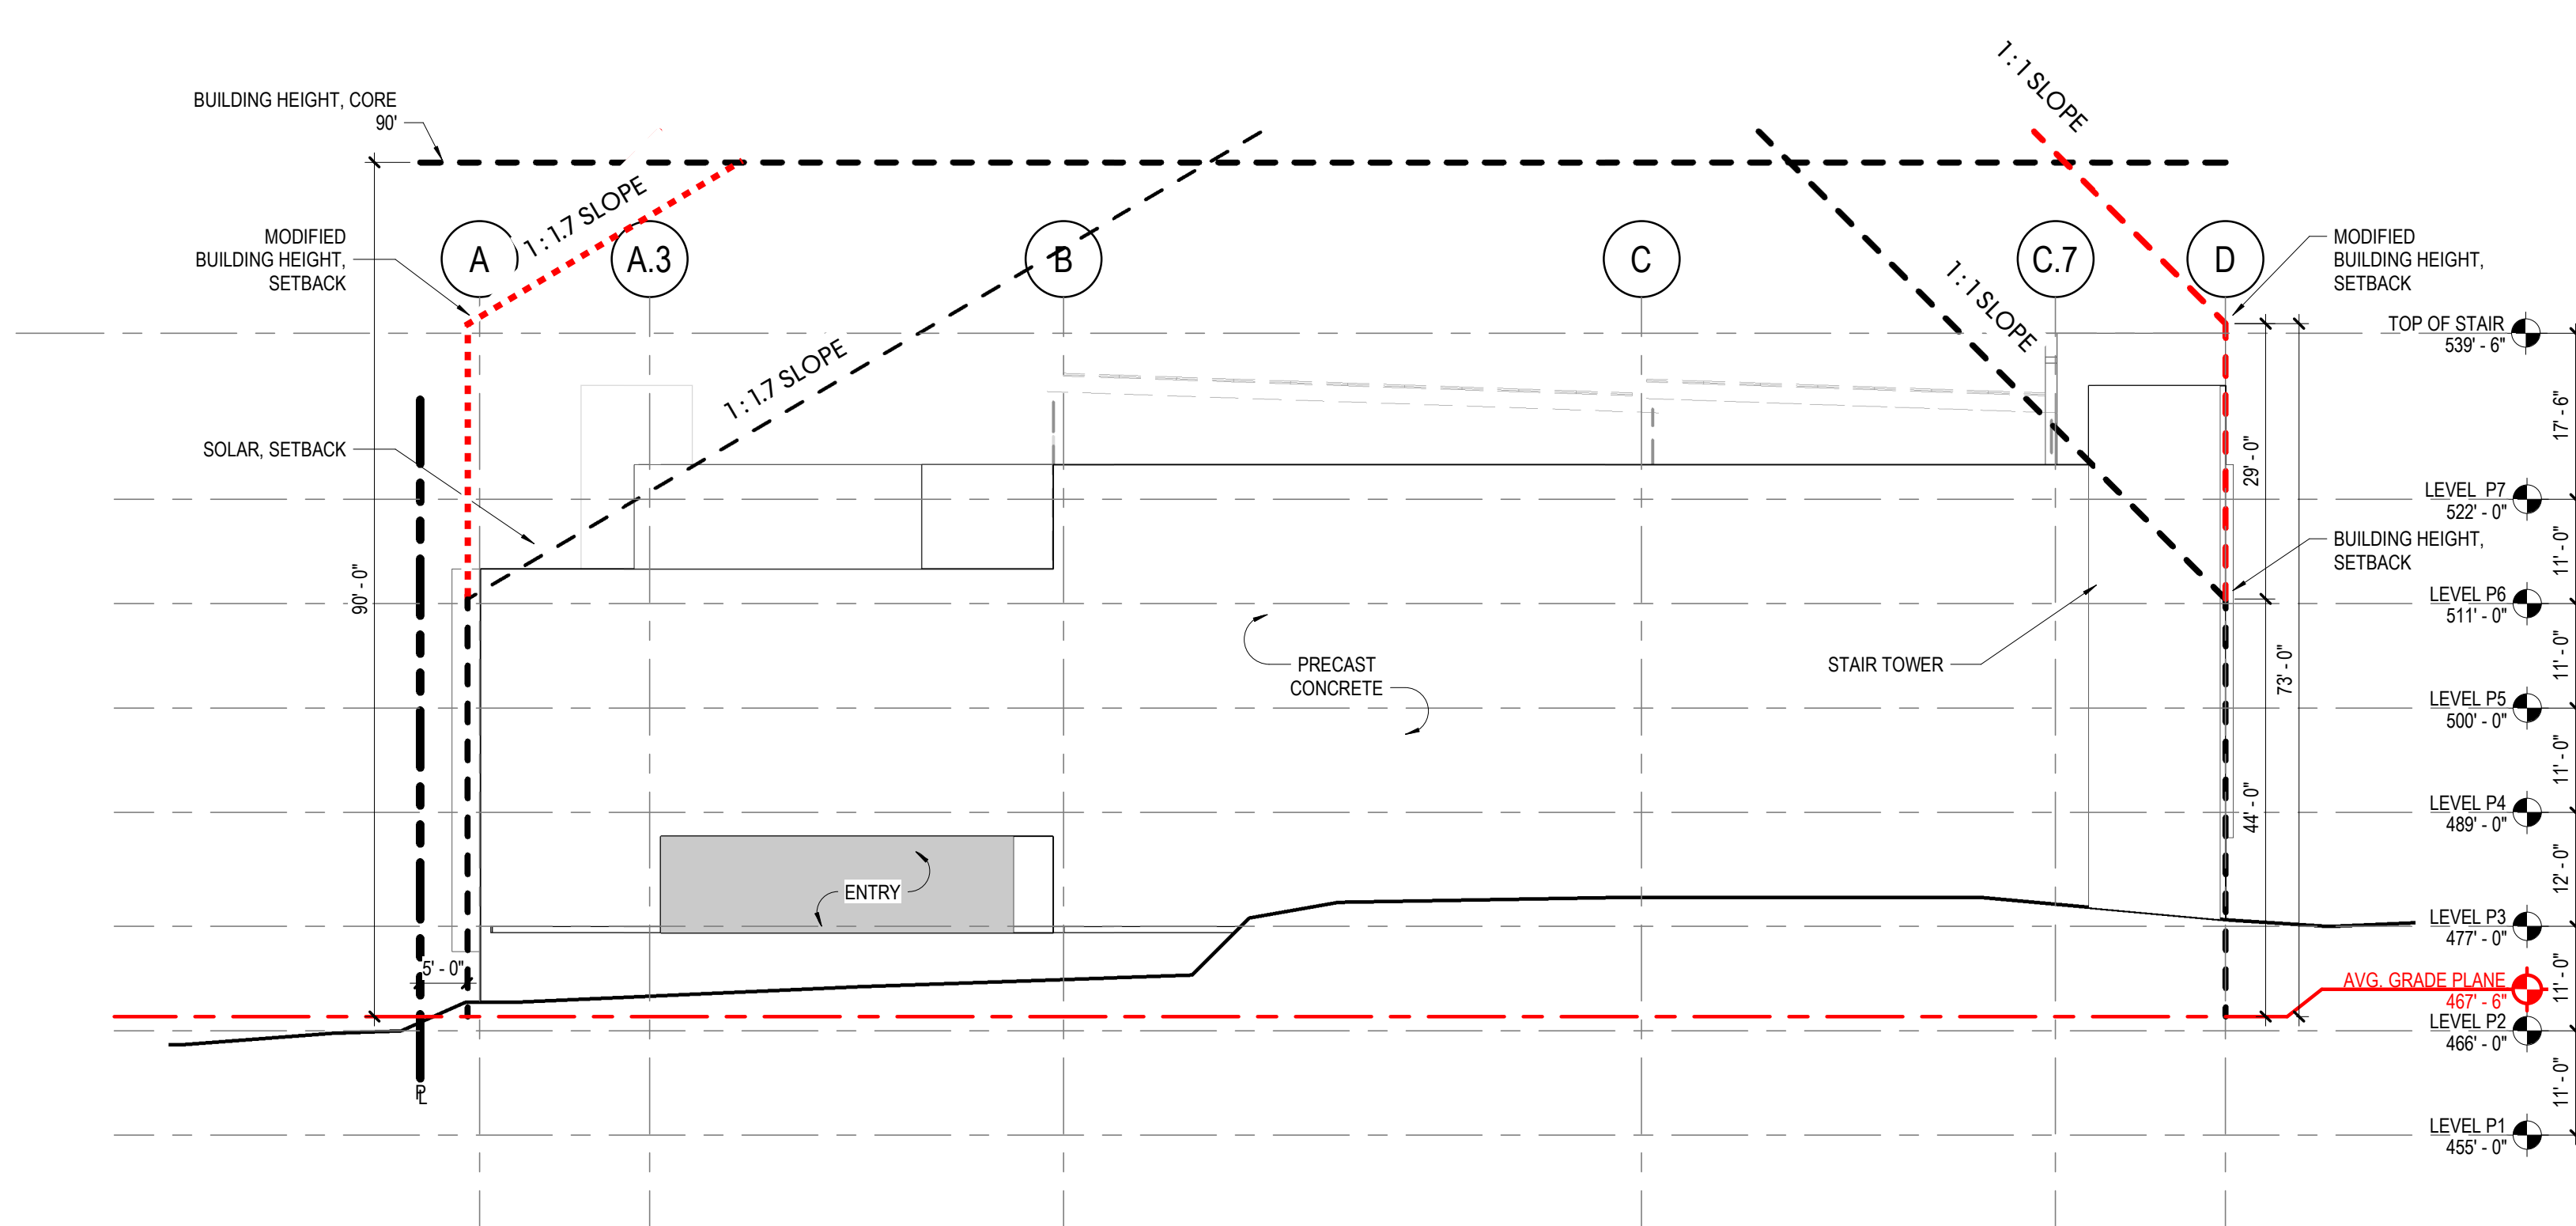 1 : 1 SLOPE
BUILDING HEIGHT, CORE
90'
1 : 1.7 SLOPE
MODIFIED
BUILDING HEIGHT,
SETBACK
A
A.3
B
C
C.7
D
MODIFIED
BUILDING HEIGHT,
SETBACK
1 : 1 SLOPE
TOP OF STAIR
539' - 6"
1 : 1.7 SLOPE
17' - 6"
SOLAR, SETBACK
29' - 0"
LEVEL P7
522' - 0"
BUILDING HEIGHT,
SETBACK
11' - 0"
90' - 0"
LEVEL P6
511' - 0"
PRECAST
CONCRETE
STAIR TOWER
73' - 0"
11' - 0"
LEVEL P5
500' - 0"
11' - 0"
44' - 0"
LEVEL P4
489' - 0"
ENTRY
12' - 0"
LEVEL P3
477' - 0"
5' - 0"
AVG. GRADE PLANE
467' - 6"
11' - 0"
LEVEL P2
466' - 0"
PL
11' - 0"
LEVEL P1
455' - 0"